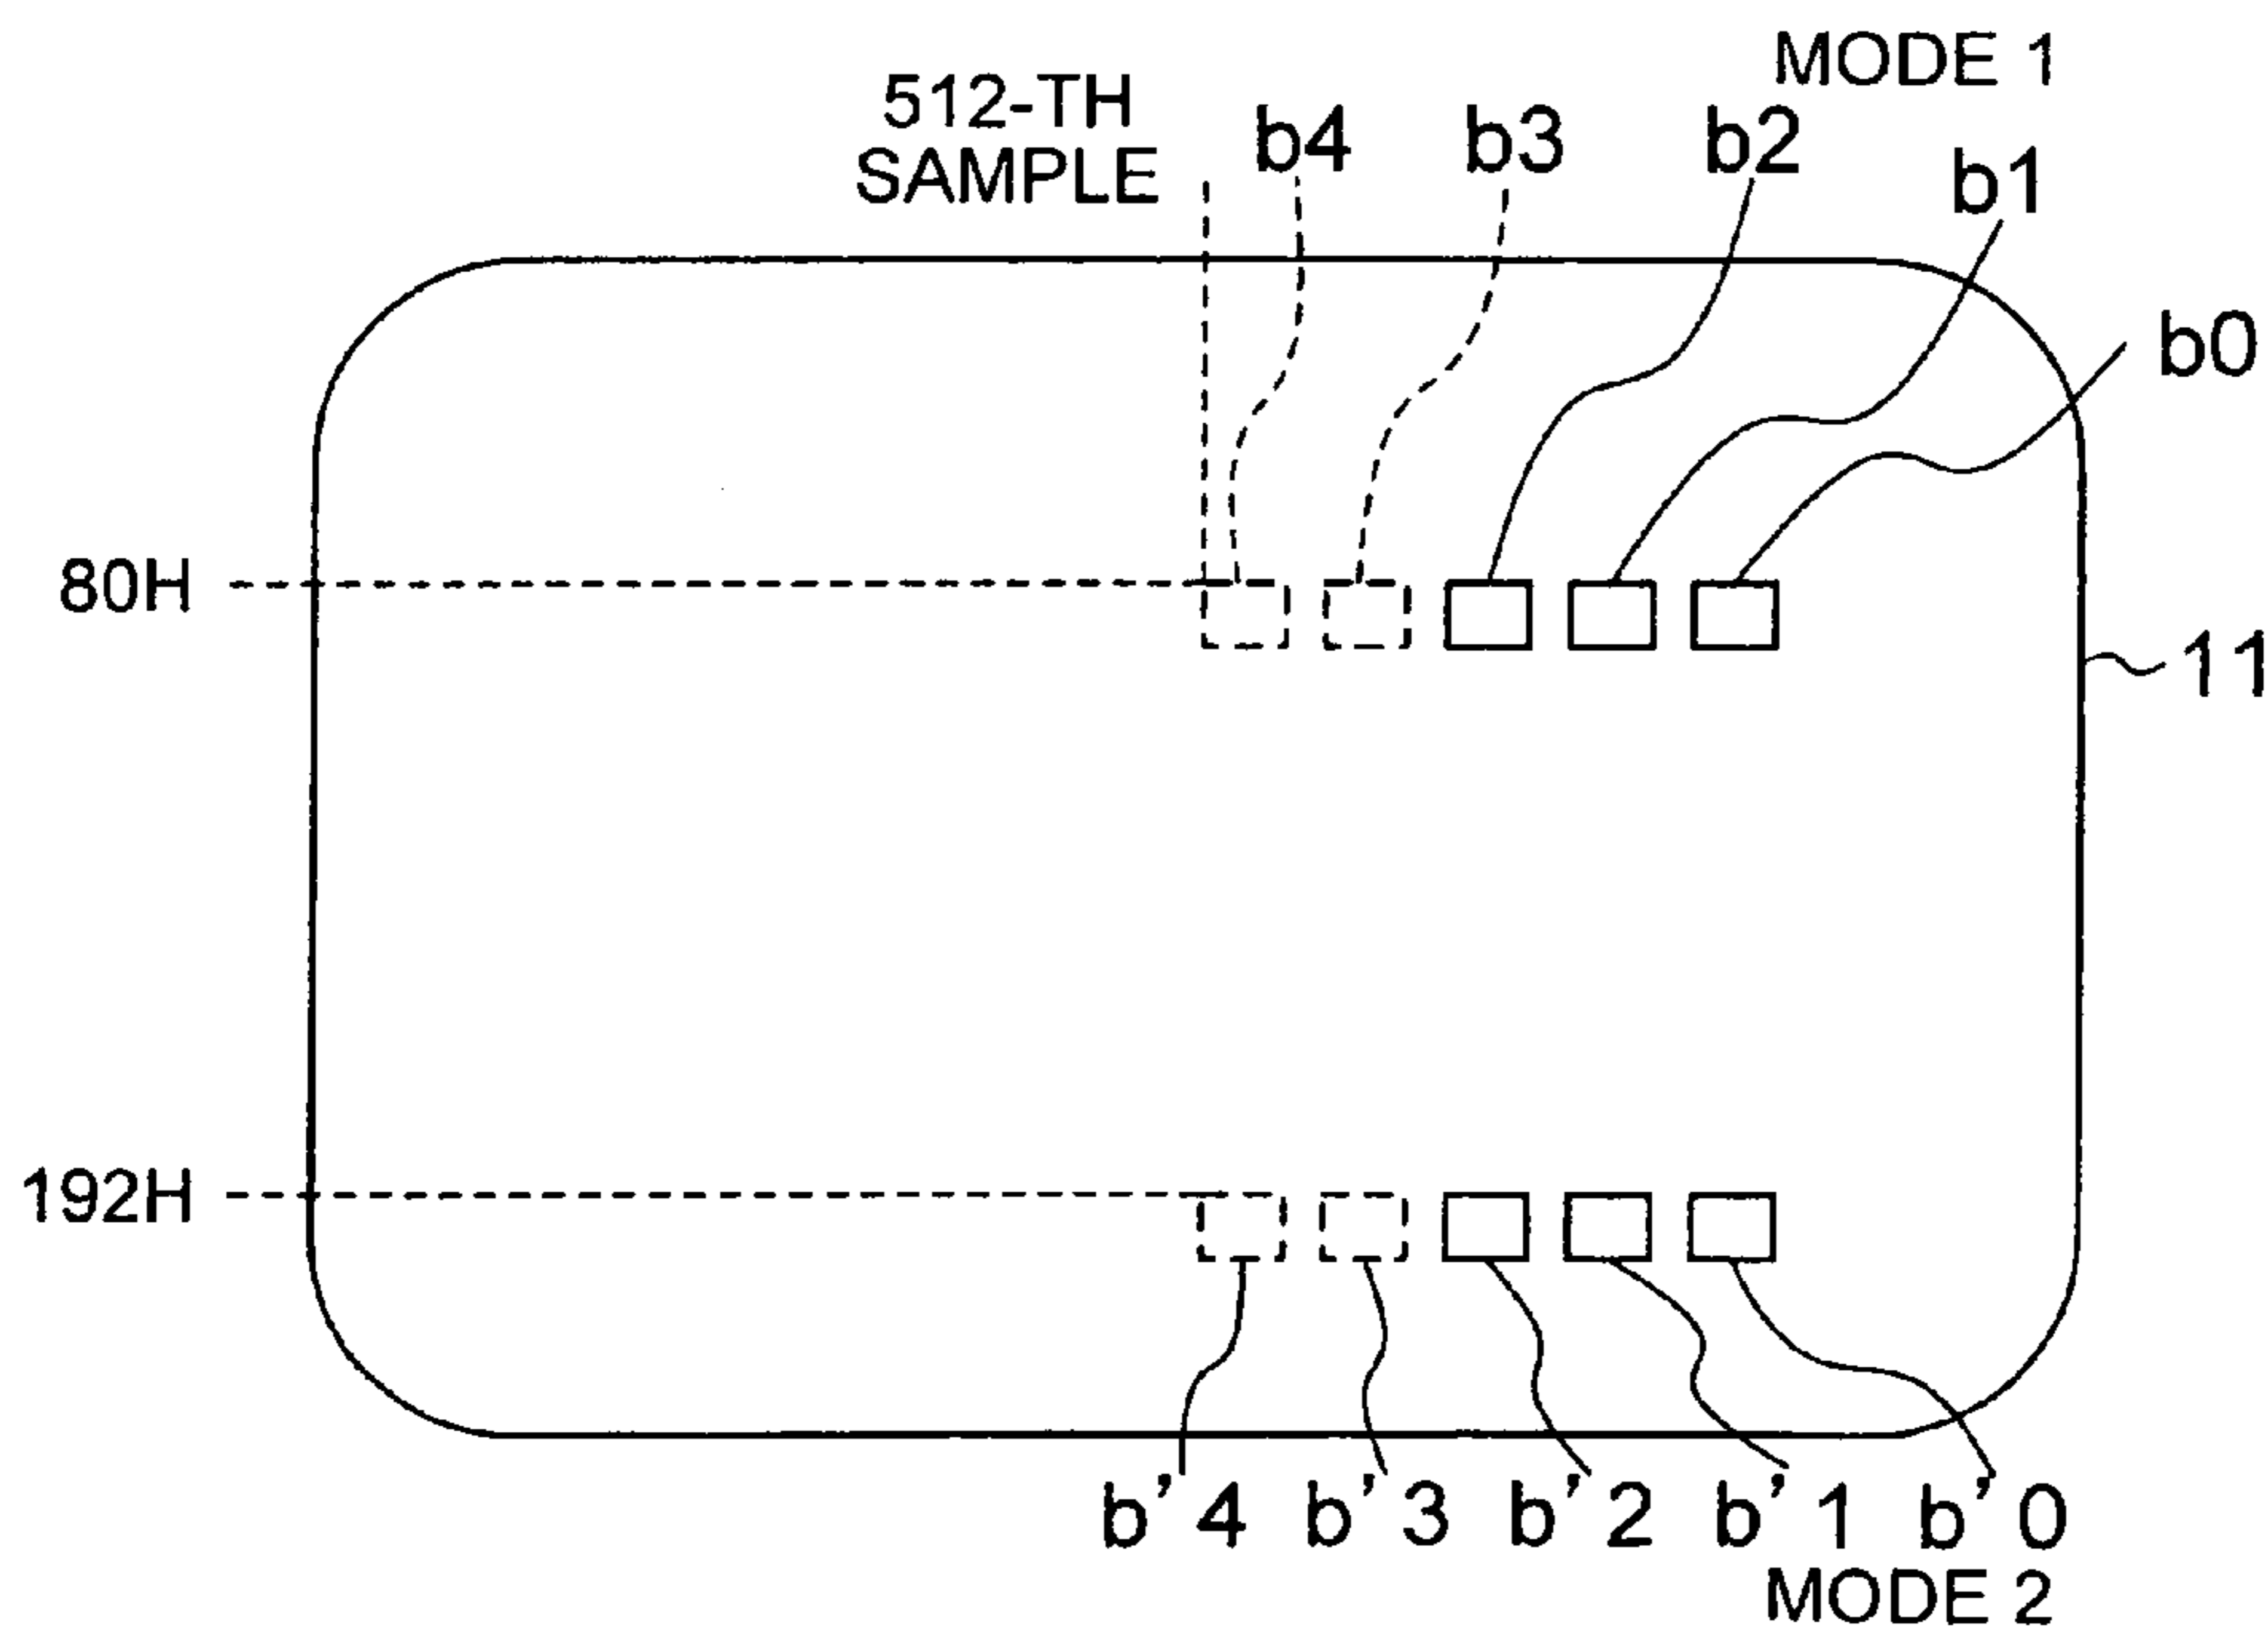 MODE 1
512-TH
SAMPLE
b4
b3
b2
b1
b0
80H
11
192H
b'4
b'3
b'2
b'1
b'0
MODE 2